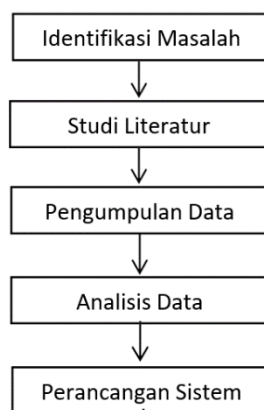 Identifikasi Masalah
Studi Literatur
Pengumpulan Data
Analisis Data
Perancangan Sistem